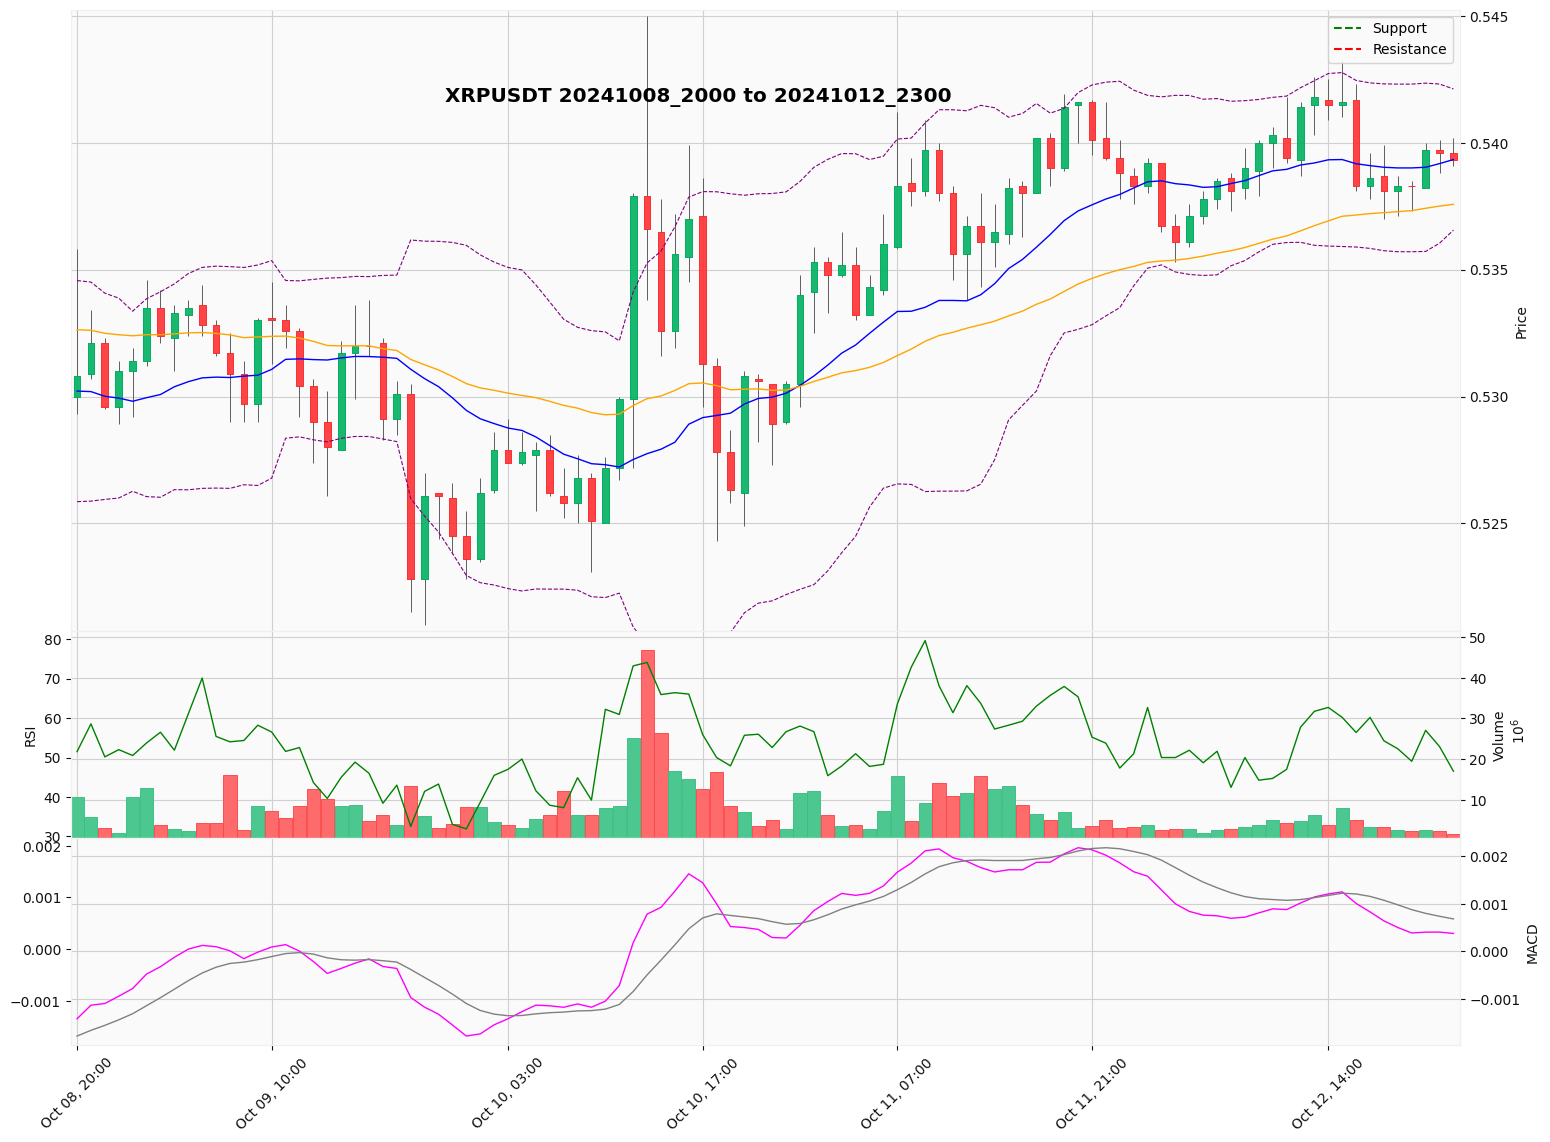 XRPUSDT 20241008_2000 to 20241012_2300
Support
Resistance
0.545
0.540
0.535
0.530
0.525
Price
80
70
60
50
40
30
RSI
50
40
30
20
10
Volume
10^6
0.002
0.001
0.000
−0.001
0.002
0.001
0.000
−0.001
MACD
Oct 08, 20:00
Oct 09, 10:00
Oct 10, 03:00
Oct 10, 17:00
Oct 11, 07:00
Oct 11, 21:00
Oct 12, 14:00